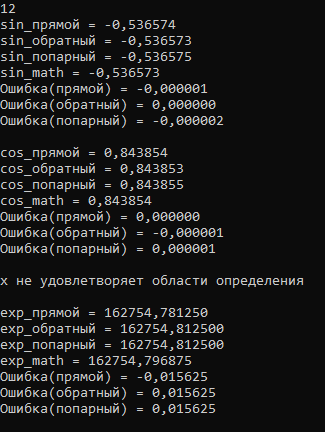 12
sin_прямой = -0,536574
sin_обратный = -0,536573
sin_попарный = -0,536575
sin_math = -0,536573
Ошибка(прямой) = -0,000001
Ошибка(обратный) = 0,000000
Ошибка(попарный) = -0,000002
cos_прямой = 0,843854
cos_обратный = 0,843853
cos_попарный = 0,843855
cos_math = 0,843854
Ошибка(прямой) = 0,000000
Ошибка(обратный) = -0,000001
Ошибка(попарный) = 0,000001
x не удовлетворяет области определения
exp_прямой = 162754,781250
exp_обратный = 162754,812500
exp_попарный = 162754,812500
exp_math = 162754,796875
Ошибка(прямой) = -0,015625
Ошибка(обратный) = 0,015625
Ошибка(попарный) = 0,015625